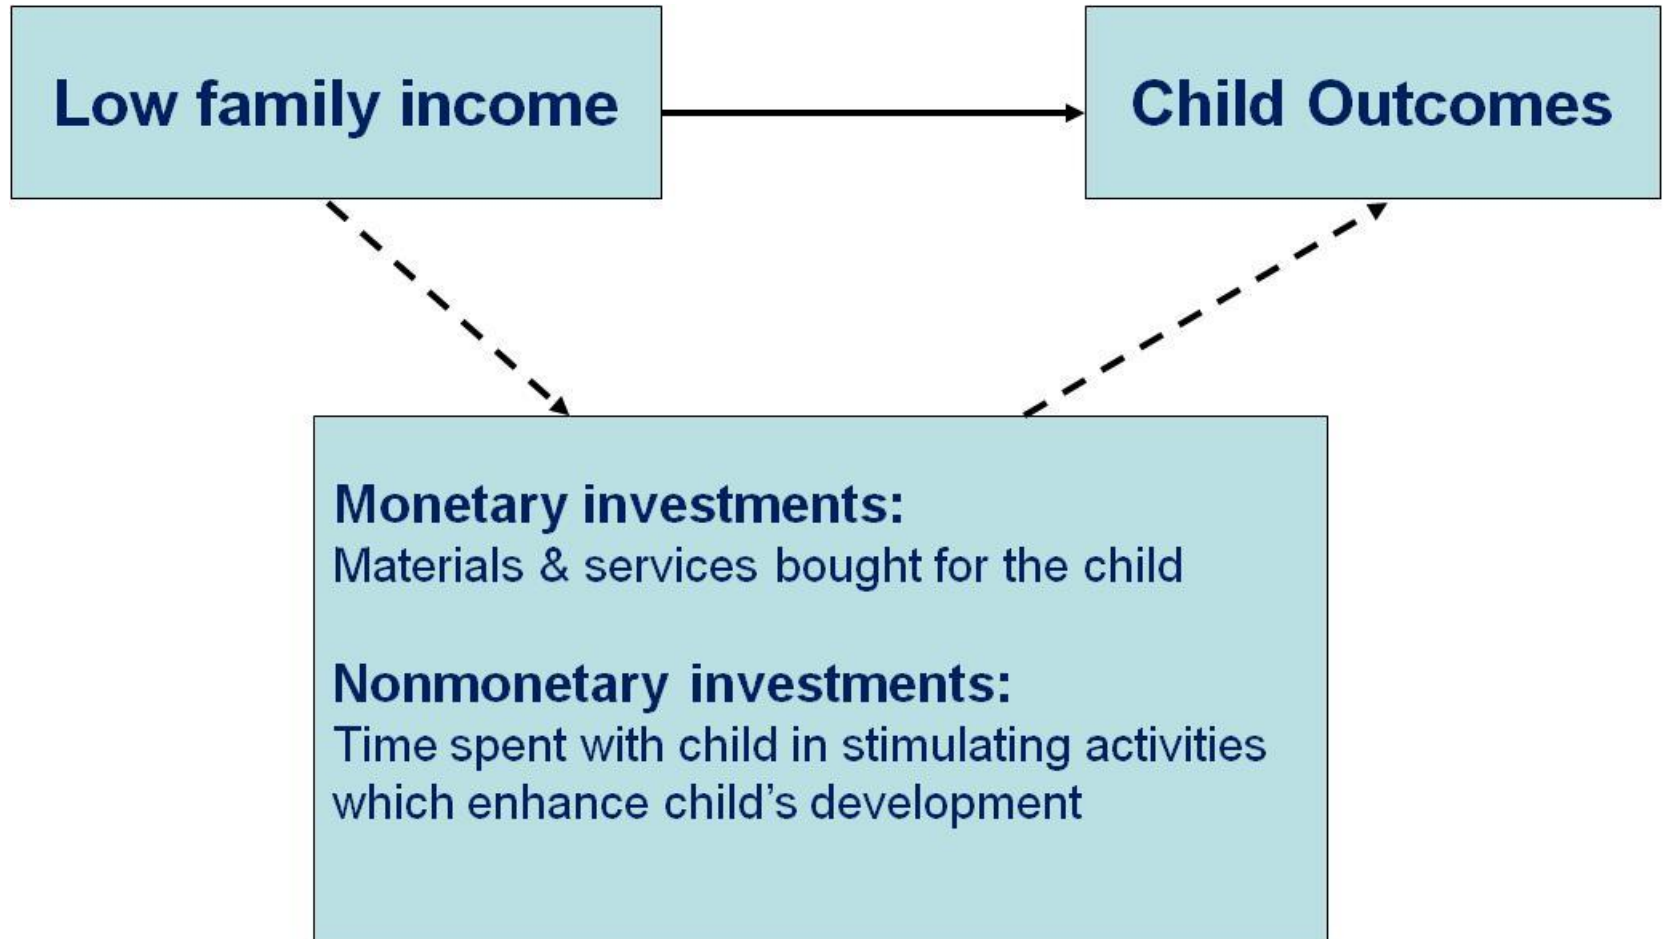 Low family income
Child Outcomes
Monetary investments:
Materials & services bought for the child
Nonmonetary investments:
Time spent with child in stimulating activities
which enhance child’s development